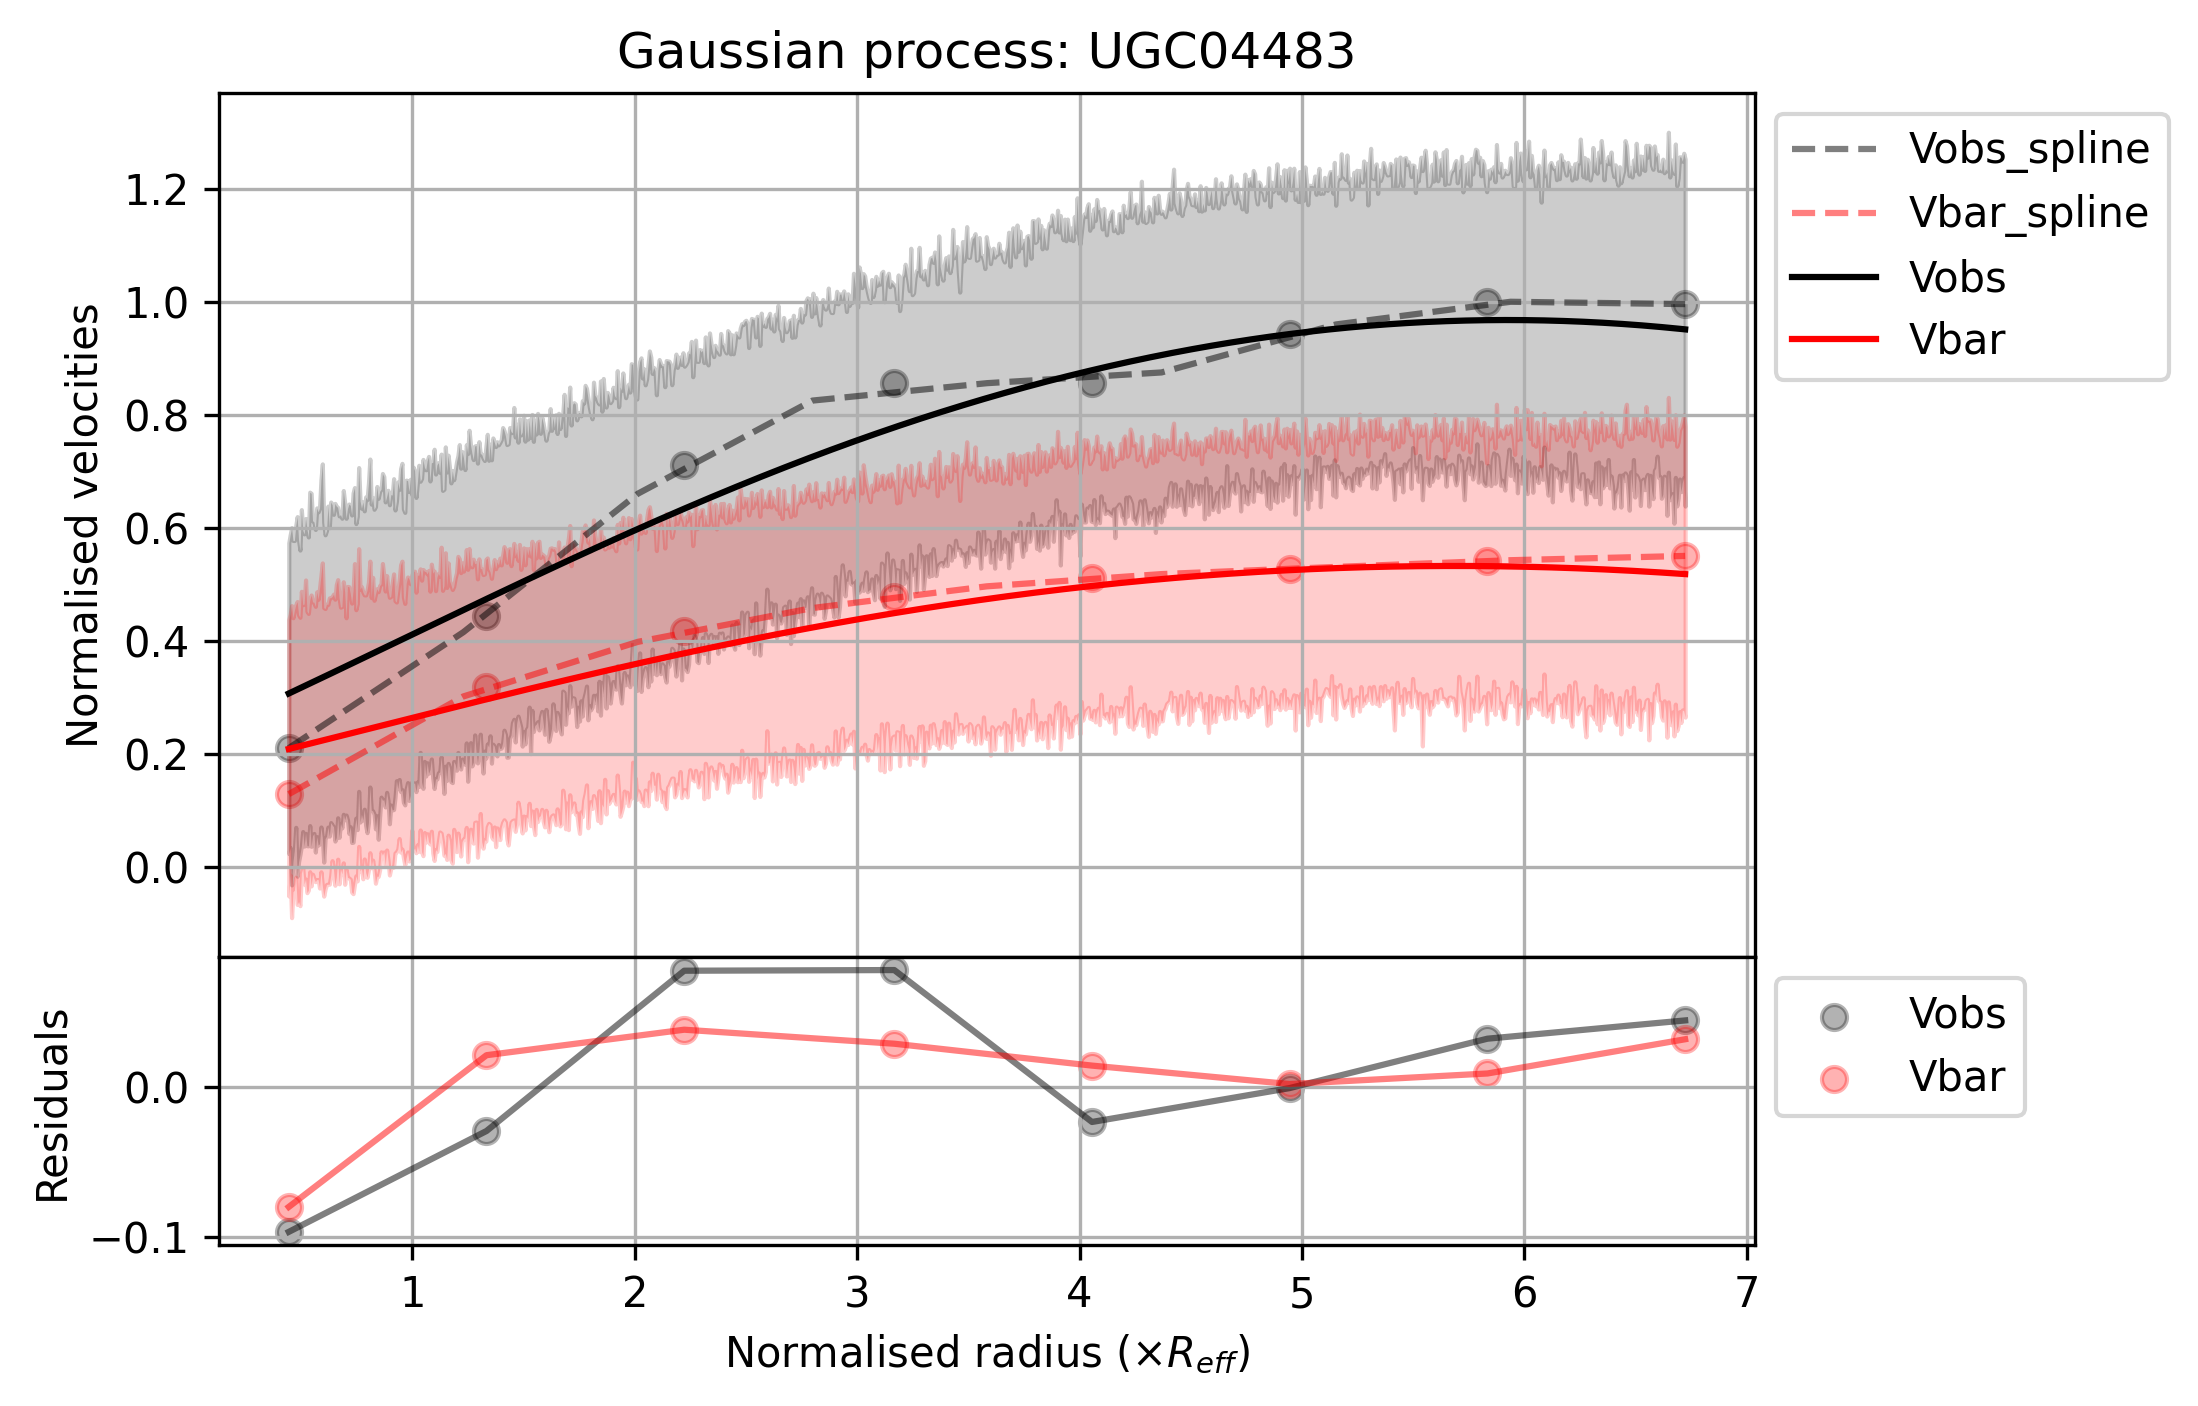 Gaussian process: UGC04483
Normalised velocities
1.2
1.0
0.8
0.6
0.4
0.2
0.0
Vobs_spline
Vbar_spline
Vobs
Vbar
Residuals
0.0
−0.1
Vobs
Vbar
1 2 3 4 5 6 7
Normalised radius (×R_eff)